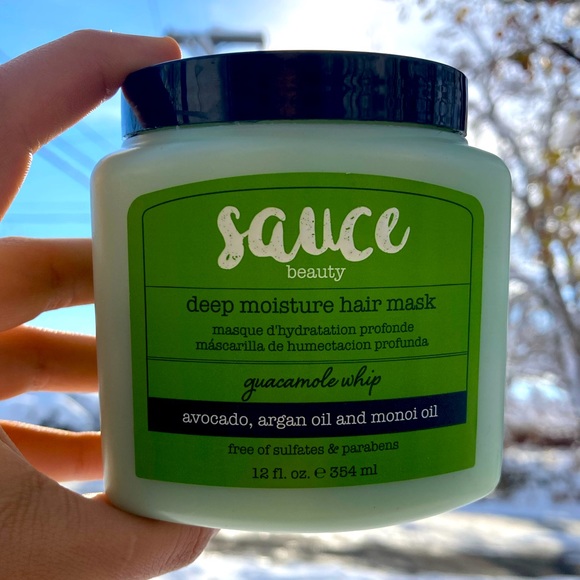 sauce
beauty
deep moisture hair mask
masque d'hydratation profonde
máscarilla de humectacion profunda
guacamole whip
avocado, argan oil and monoi oil
free of sulfates & parabens
12 fl. oz. ℮ 354 ml